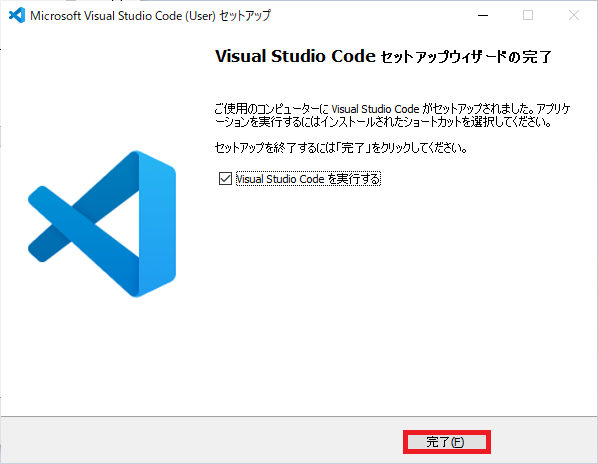 Microsoft Visual Studio Code (User) セットアップ
Visual Studio Code セットアップウィザードの完了
ご使用のコンピューターに Visual Studio Code がセットアップされました。アプリケ
ーションを実行するにはインストールされたショートカットを選択してください。
セットアップを終了するには「完了」をクリックしてください。
Visual Studio Code を実行する
完了(F)